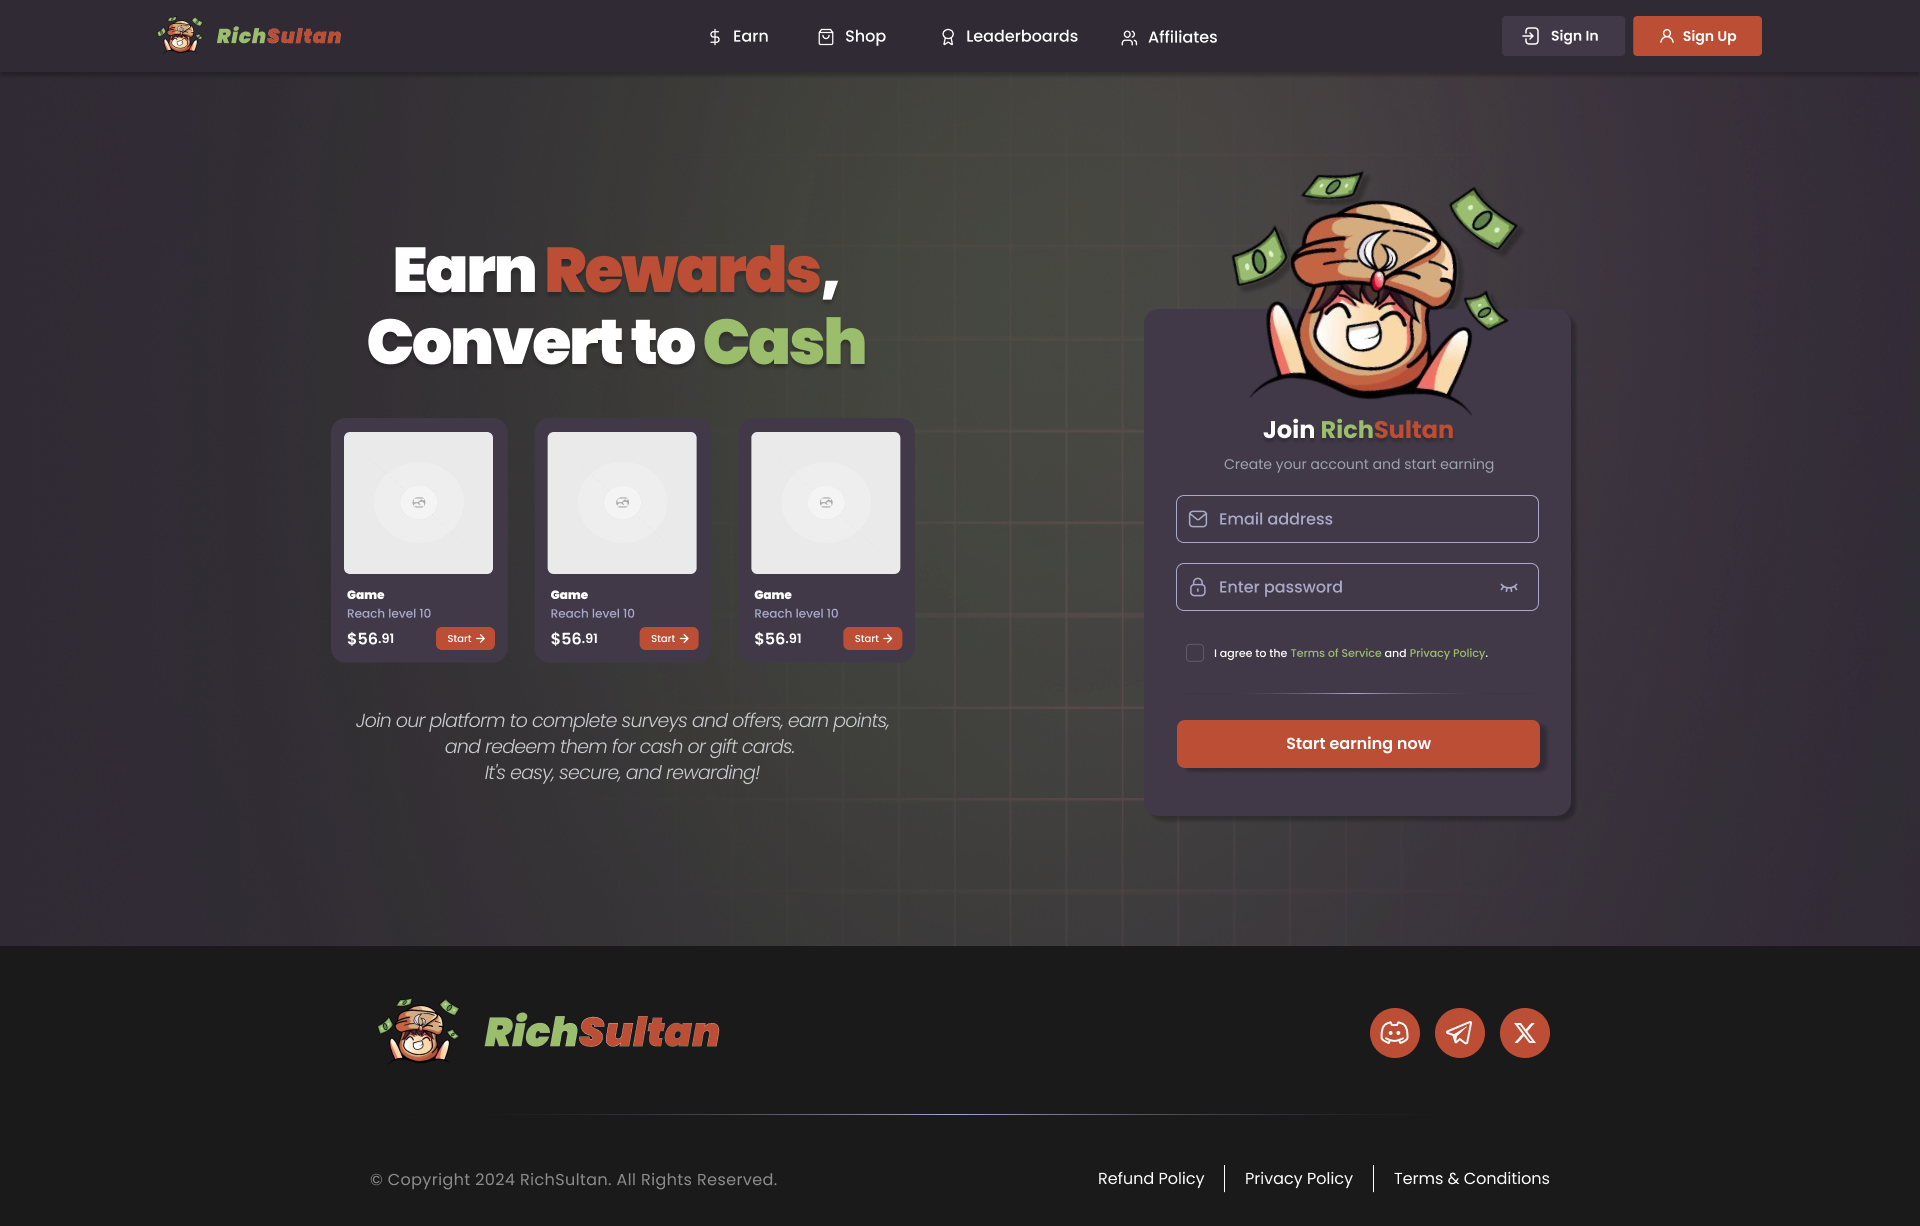 RichSultan
Earn
Shop
Leaderboards
Affiliates
Sign In
Sign Up
Earn Rewards,
Convert to Cash
Game
Reach level 10
$56.91
Start
Game
Reach level 10
$56.91
Start
Game
Reach level 10
$56.91
Start
Join our platform to complete surveys and offers, earn points,
and redeem them for cash or gift cards.
It's easy, secure, and rewarding!
Join RichSultan
Create your account and start earning
Email address
Enter password
I agree to the Terms of Service and Privacy Policy.
Start earning now
RichSultan
© Copyright 2024 RichSultan. All Rights Reserved.
Refund Policy
Privacy Policy
Terms & Conditions